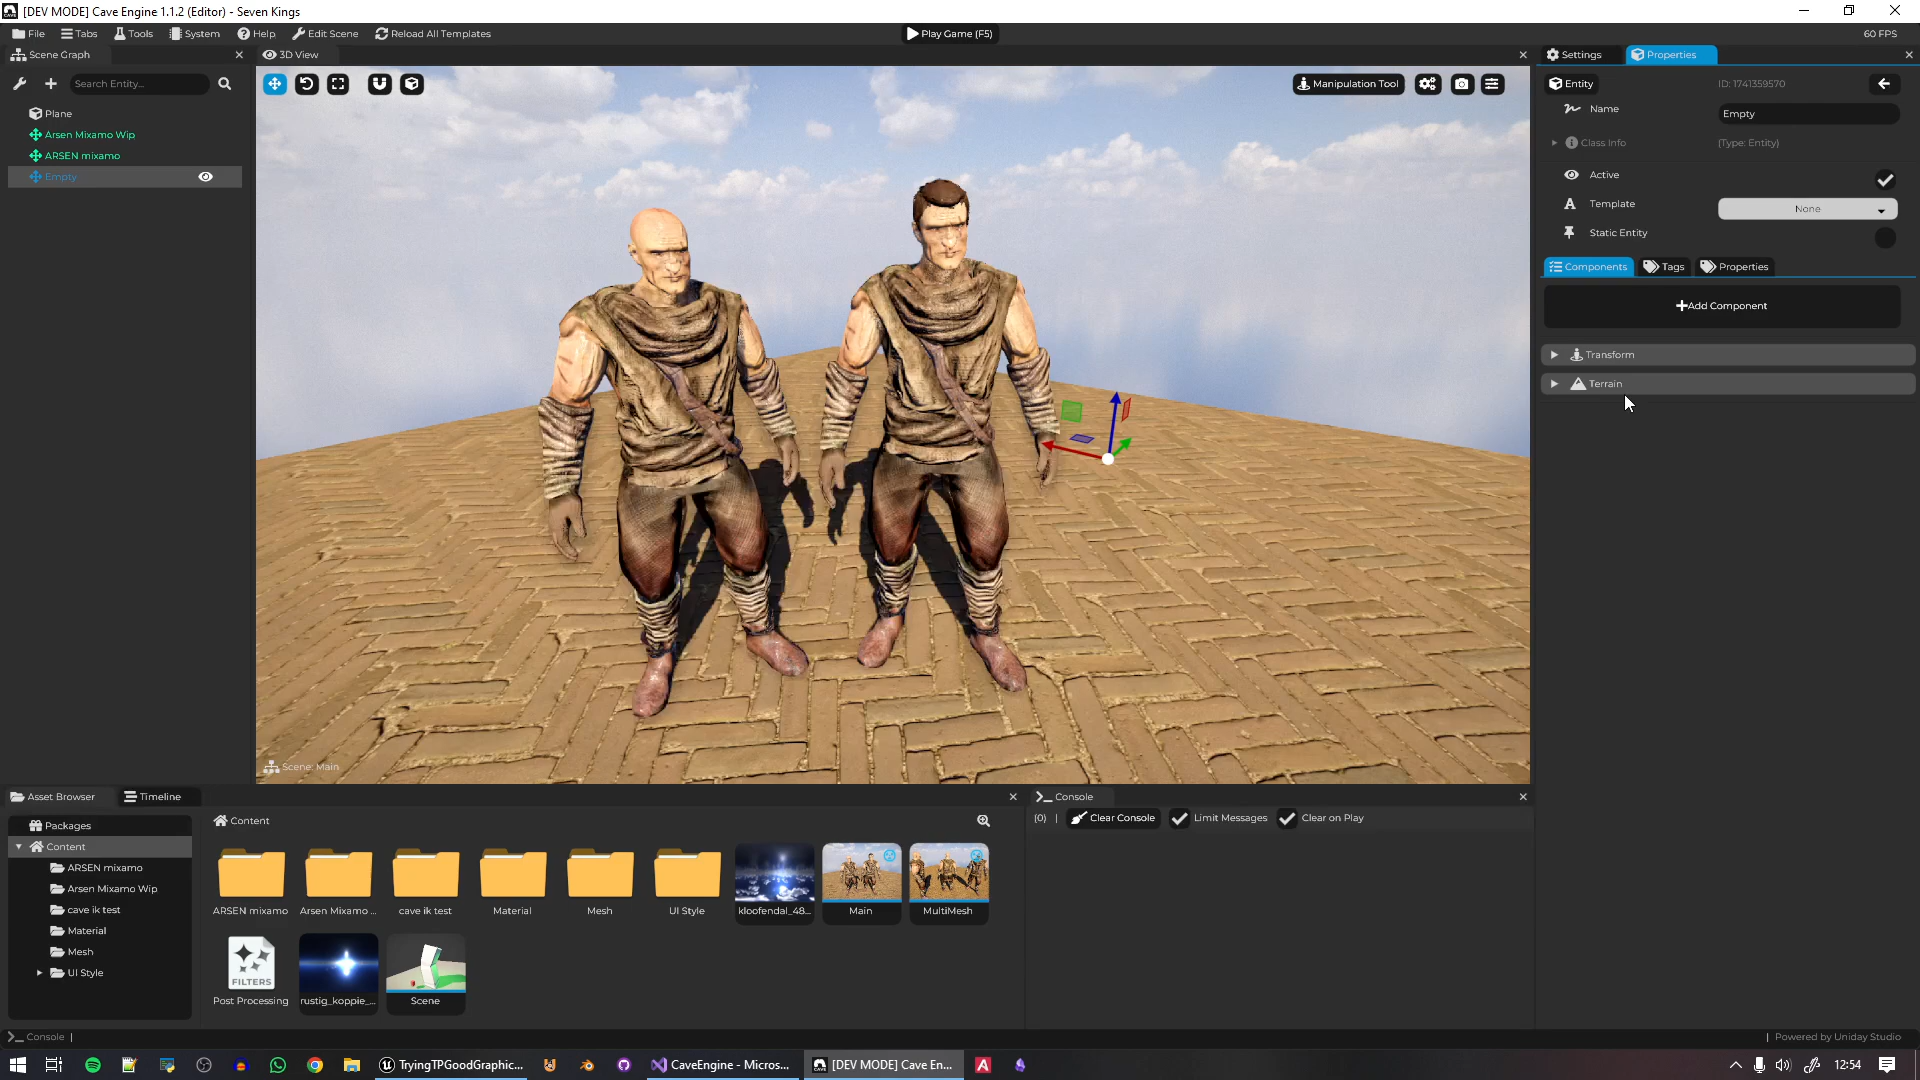 [DEV MODE] Cave Engine 1.1.2 (Editor) - Seven Kings
File Tabs Tools System Help Edit Scene Reload All Templates
Play Game (F5)
60 FPS
Scene Graph
3D View
Settings
Properties
Search Entity...
Plane
Arsen Mixamo Wip
ARSEN mixamo
Empty
Manipulation Tool
Scene: Main
Entity
ID: 1741359570
Name
Empty
Class Info
(Type: Entity)
Active
Template
None
Static Entity
Components
Tags
Properties
+Add Component
Transform
Terrain
Asset Browser
Timeline
Packages
Content
ARSEN mixamo
Arsen Mixamo Wip
cave ik test
Material
Mesh
UI Style
Content
ARSEN mixamo
Arsen Mixamo ...
cave ik test
Material
Mesh
UI Style
kloofendal_48...
Main
MultiMesh
FILTERS
Post Processing
rustig_koppie_...
Scene
Console
(0) | Clear Console
Limit Messages
Clear on Play
Console |
| Powered by Uniday Studio
TryingTPGoodGraphic...
CaveEngine - Micros...
[DEV MODE] Cave En...
12:54